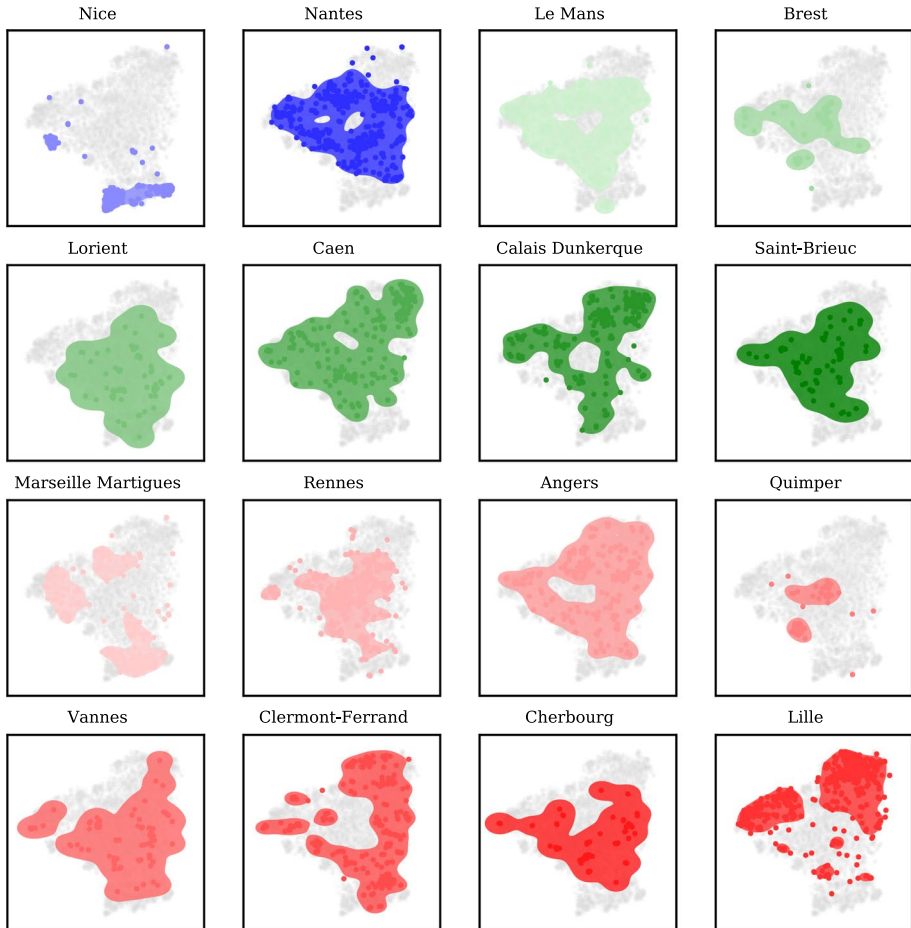 Nice Nantes Le Mans Brest
Lorient Caen Calais Dunkerque Saint-Brieuc
Marseille Martigues Rennes Angers Quimper
Vannes Clermont-Ferrand Cherbourg Lille